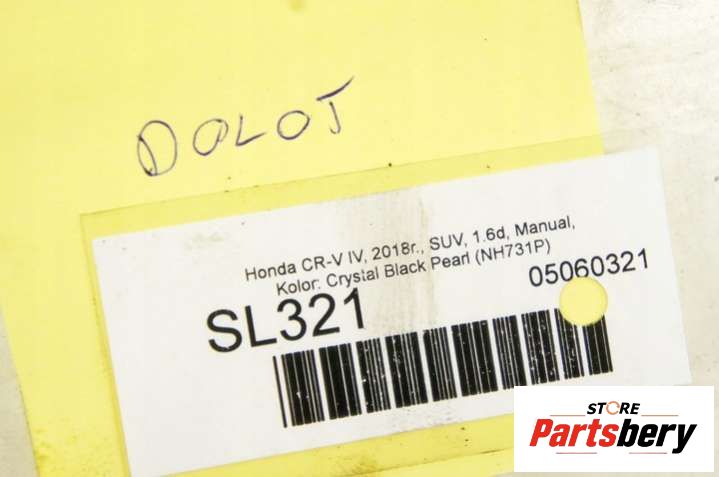 DOLOT
Honda CR-V IV, 2018r., SUV, 1.6d, Manual,
Kolor: Crystal Black Pearl (NH731P)
SL321
05060321
STORE
Partsbery